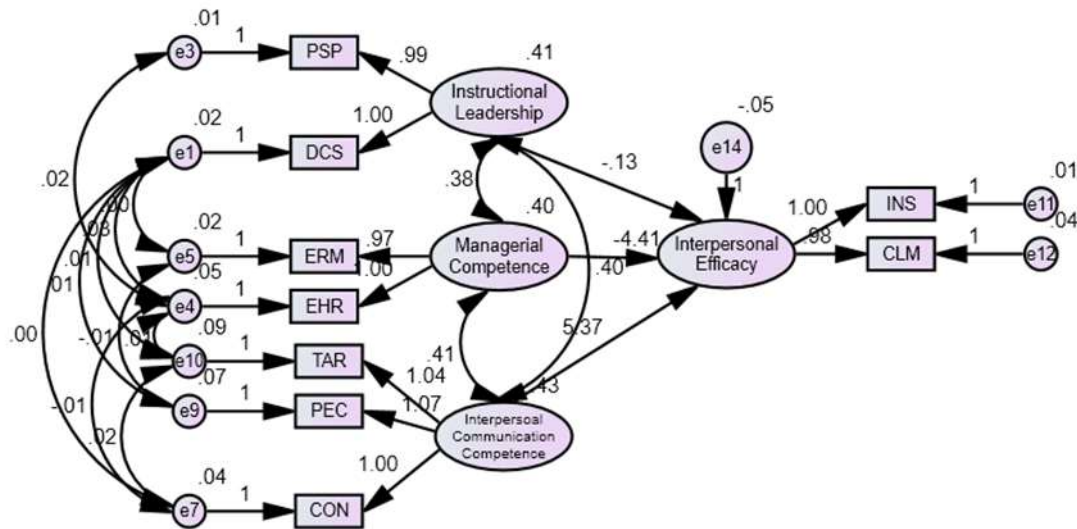 .01
e3
1
PSP
.99
.41
Instructional
Leadership
.02
e1
1
DCS
1.00
-.05
e14
1
-.13
.02
.00
.03
.01
.01
.38
.40
.02
e5
1
ERM
.97
Managerial
Competence
-4.41
Interpersonal
Efficacy
1.00
INS
1
.01
e11
.04
.98
CLM
1
e12
.05
e4
1
EHR
1.00
.40
.00
-.01
.01
.09
e10
1
TAR
.41
1.04
5.37
.43
.07
e9
1
PEC
1.07
Interpersoal
Communication
Competence
-.01
.02
.04
e7
1
CON
1.00